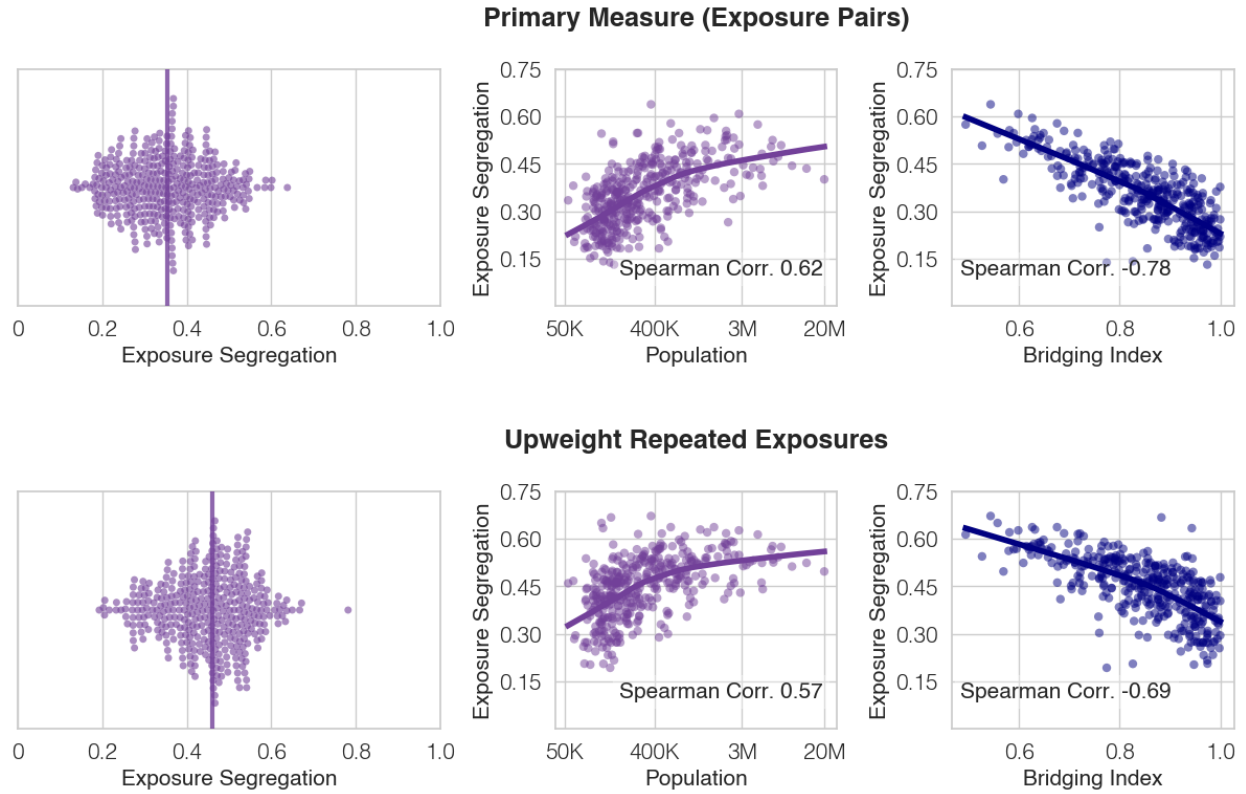 Primary Measure (Exposure Pairs)
0 0.2 0.4 0.6 0.8 1.0
Exposure Segregation
Exposure Segregation
0.75
0.60
0.45
0.30
0.15
Spearman Corr. 0.62
50K 400K 3M 20M
Population
Exposure Segregation
0.75
0.60
0.45
0.30
0.15
Spearman Corr. -0.78
0.6 0.8 1.0
Bridging Index
Upweight Repeated Exposures
0 0.2 0.4 0.6 0.8 1.0
Exposure Segregation
Exposure Segregation
0.75
0.60
0.45
0.30
0.15
Spearman Corr. 0.57
50K 400K 3M 20M
Population
Exposure Segregation
0.75
0.60
0.45
0.30
0.15
Spearman Corr. -0.69
0.6 0.8 1.0
Bridging Index